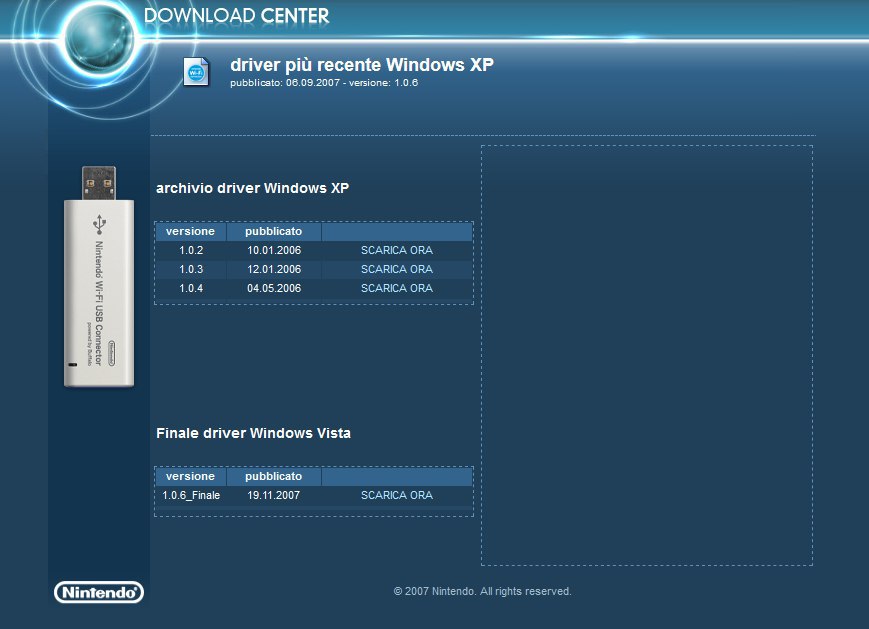 DOWNLOAD CENTER
Wi-Fi
driver più recente Windows XP
pubblicato: 06.09.2007 - versione: 1.0.6
archivio driver Windows XP
versione pubblicato
1.0.2 10.01.2006 SCARICA ORA
1.0.3 12.01.2006 SCARICA ORA
1.0.4 04.05.2006 SCARICA ORA
Nintendo Wi-Fi USB Connector
powered by Buffalo
Nintendo
Finale driver Windows Vista
versione pubblicato
1.0.6_Finale 19.11.2007 SCARICA ORA
Nintendo®
© 2007 Nintendo. All rights reserved.